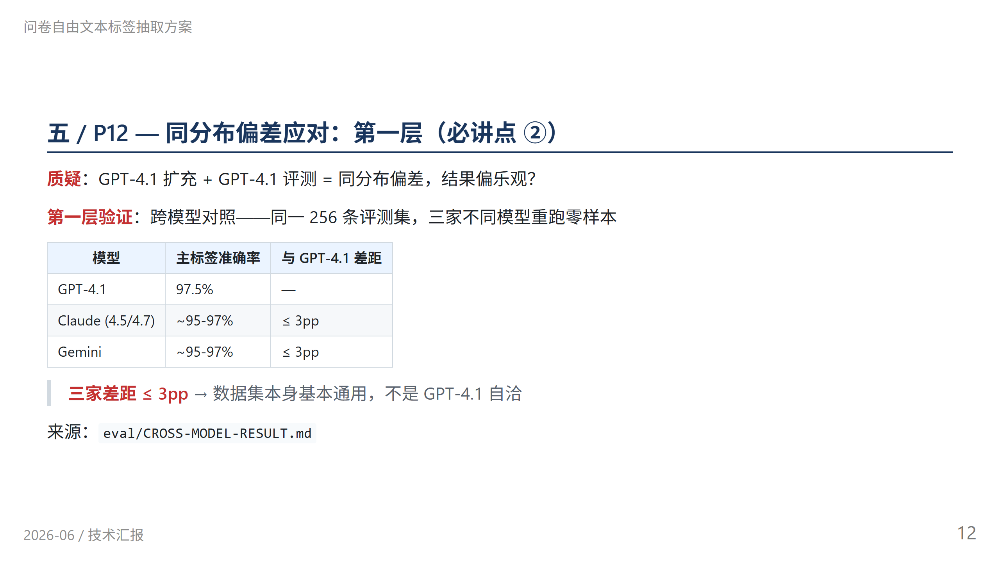 问卷自由文本标签抽取方案
五 / P12 — 同分布偏差应对：第一层（必讲点 ②）
质疑：GPT-4.1 扩充 + GPT-4.1 评测 = 同分布偏差，结果偏乐观？
第一层验证：跨模型对照——同一 256 条评测集，三家不同模型重跑零样本
模型 主标签准确率 与 GPT-4.1 差距
GPT-4.1 97.5% —
Claude (4.5/4.7) ~95-97% ≤ 3pp
Gemini ~95-97% ≤ 3pp
三家差距 ≤ 3pp → 数据集本身基本通用，不是 GPT-4.1 自洽
来源：eval/CROSS-MODEL-RESULT.md
2026-06 / 技术汇报
12